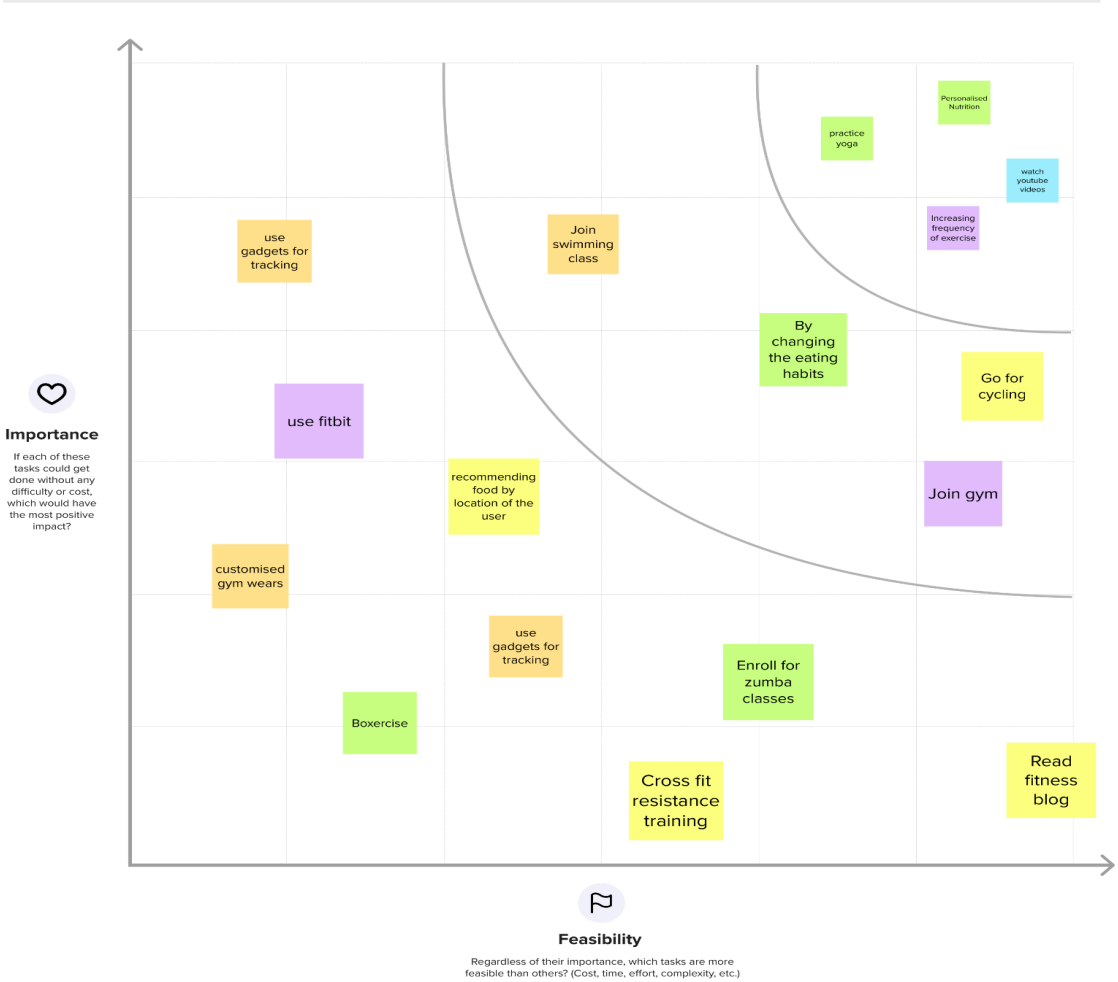 Personalised
Nutrition
practice
yoga
watch
youtube
videos
Increasing
frequency
of exercise
use
gadgets for
tracking
Join
swimming
class
By
changing
the eating
habits
Go for
cycling
use fitbit
Importance
If each of these
tasks could get
done without any
difficulty or cost,
which would have
the most positive
impact?
recommending
food by
location of the
user
Join gym
customised
gym wears
use
gadgets for
tracking
Enroll for
zumba
classes
Boxercise
Cross fit
resistance
training
Read
fitness
blog
Feasibility
Regardless of their importance, which tasks are more
feasible than others? (Cost, time, effort, complexity, etc.)